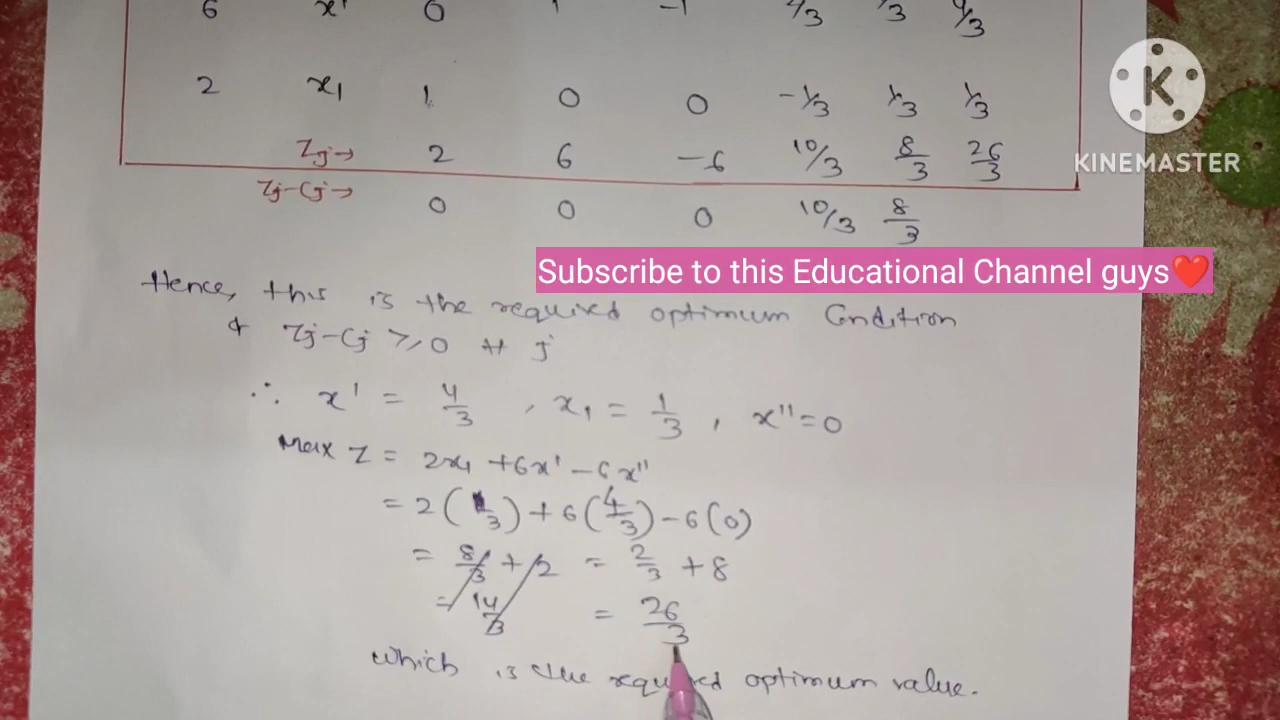 6 x' 0 1 -1 4/3 1/3 4/3
2 x1 1 0 0 -1/3 1/3 1/3
Zj→ 2 6 -6 10/3 8/3 26/3
Zj-Cj→ 0 0 0 10/3 8/3
K
KINEMASTER
Subscribe to this Educational Channel guys❤️
Hence, this is the required optimum Condition
& Zj-Cj ≥ 0 ∀ j
∴ x' = 4/3 , x1 = 1/3 , x'' = 0
Max Z = 2x1 + 6x' - 6x''
= 2(1/3) + 6(4/3) - 6(0)
= 8/3 + 2 = 2/3 + 8
= 14/3 = 26/3
which is the required optimum value.